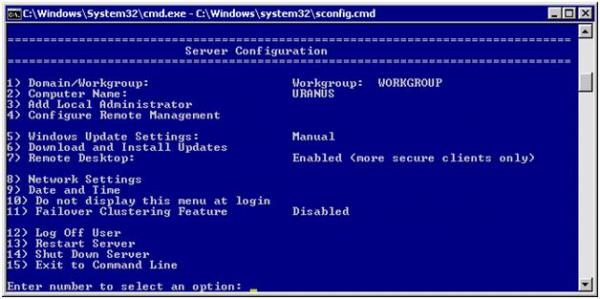 C:\Windows\System32\cmd.exe - C:\Windows\system32\sconfig.cmd
===============================================================================
Server Configuration
===============================================================================
1) Domain/Workgroup: Workgroup: WORKGROUP
2) Computer Name: URANUS
3) Add Local Administrator
4) Configure Remote Management
5) Windows Update Settings: Manual
6) Download and Install Updates
7) Remote Desktop: Enabled (more secure clients only)
8) Network Settings
9) Date and Time
10) Do not display this menu at login
11) Failover Clustering Feature Disabled
12) Log Off User
13) Restart Server
14) Shut Down Server
15) Exit to Command Line
Enter number to select an option: _